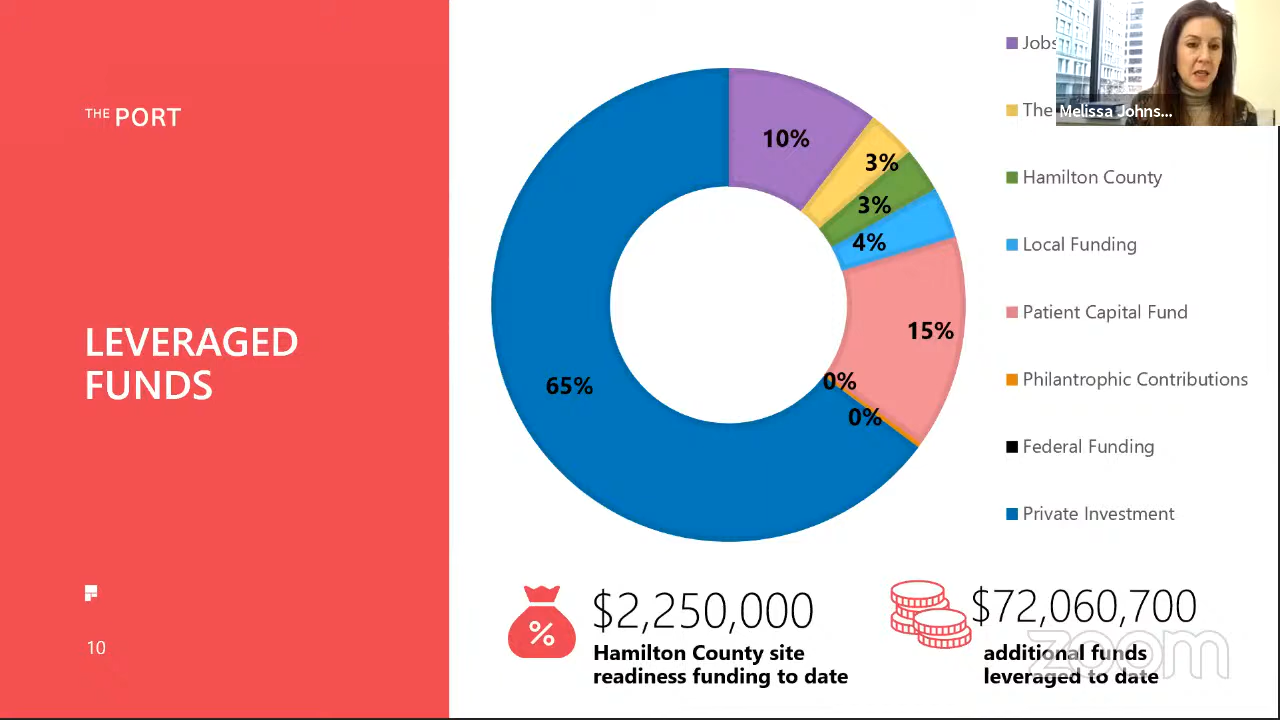 THE PORT
LEVERAGED
FUNDS
10
10%
3%
3%
4%
15%
0%
0%
65%
Jobs
The
Hamilton County
Local Funding
Patient Capital Fund
Philantrophic Contributions
Federal Funding
Private Investment
Melissa Johns...
%
$2,250,000
Hamilton County site
readiness funding to date
$72,060,700
additional funds
leveraged to date
zoom